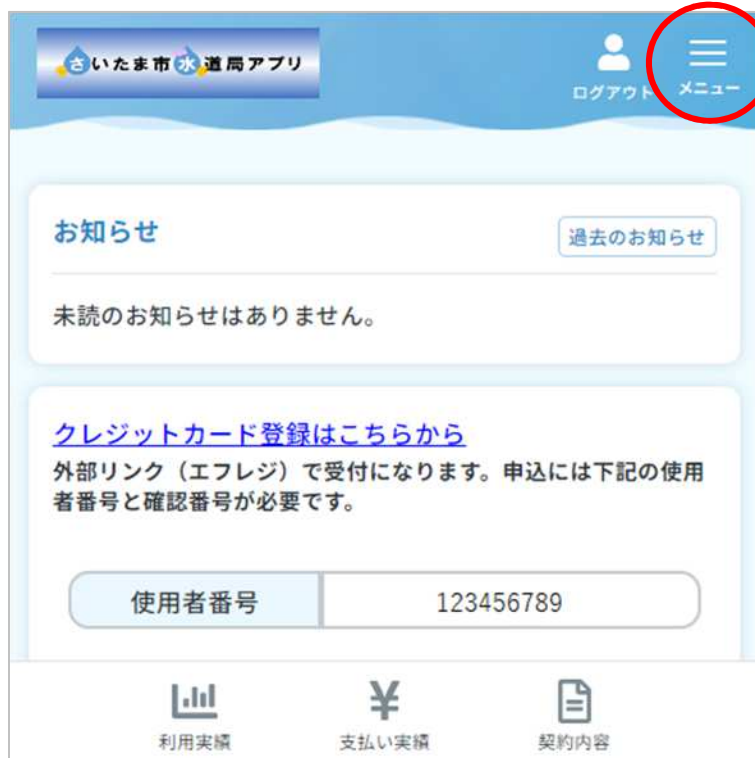 さいたま市水道局アプリ
ログアウト
メニュー
お知らせ
過去のお知らせ
未読のお知らせはありません。
クレジットカード登録はこちらから
外部リンク(エフレジ)で受付になります。申込には下記の使用
者番号と確認番号が必要です。
使用者番号
123456789
利用実績
支払い実績
契約内容